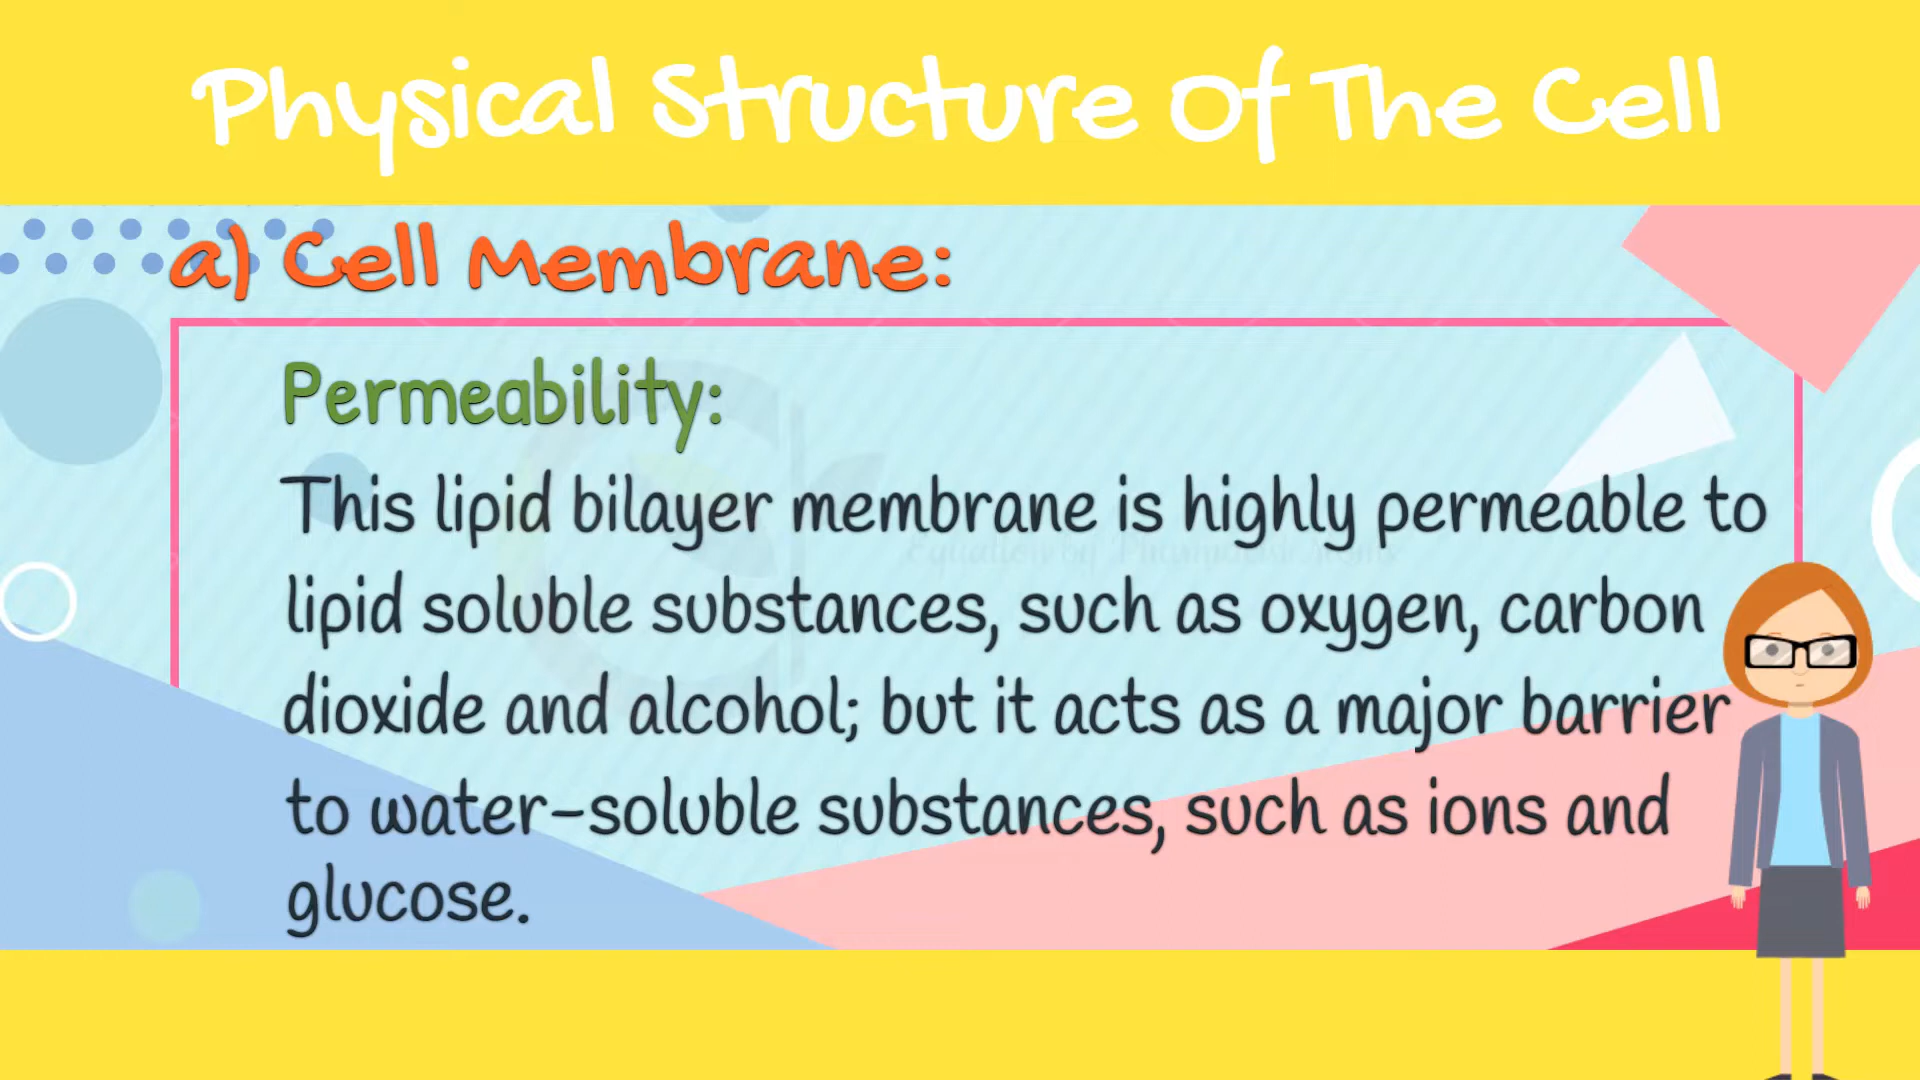 Physical Structure Of The Cell
a) Cell Membrane:
Permeability:
This lipid bilayer membrane is highly permeable to
lipid soluble substances, such as oxygen, carbon
dioxide and alcohol; but it acts as a major barrier
to water-soluble substances, such as ions and
glucose.